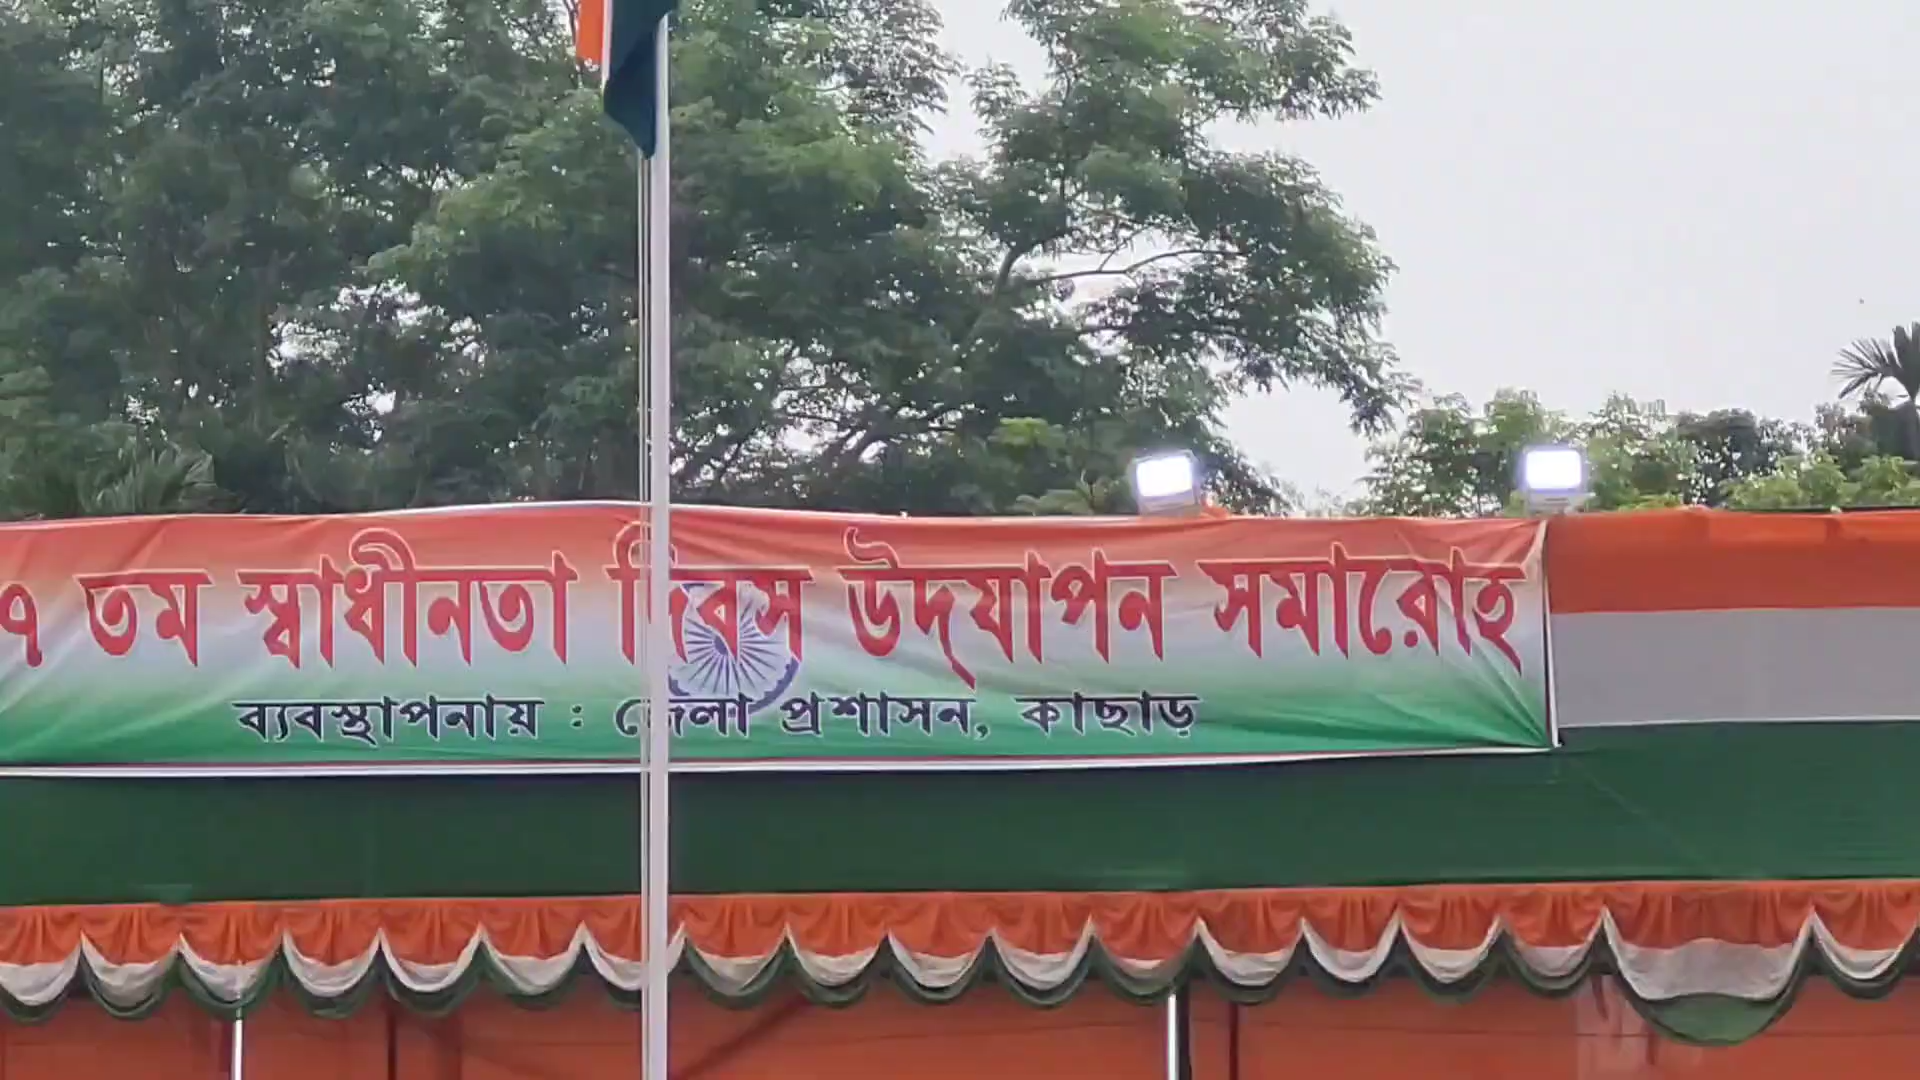 ৭ তম স্বাধীনতা দিবস উদ্‌যাপন সমারোহ
ব্যবস্থাপনায় : জেলা প্রশাসন, কাছাড়